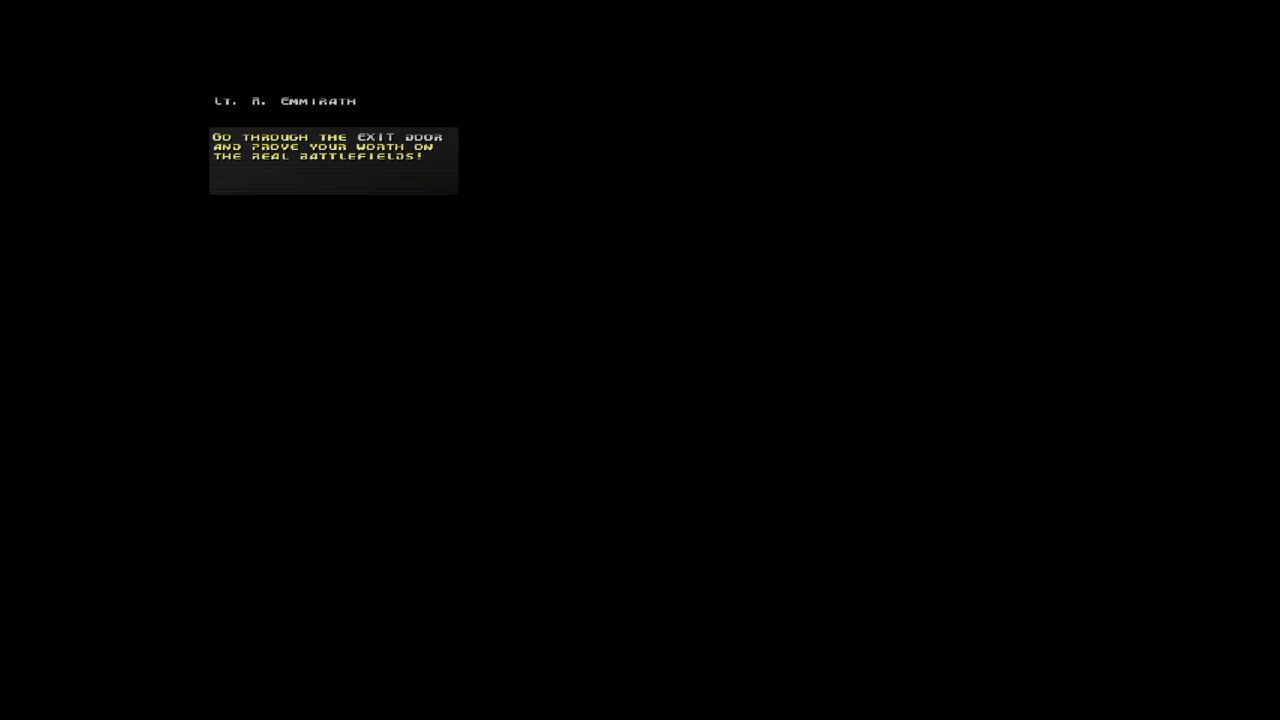 Lt. R. Emmirath
Go through the EXIT DOOR
and prove your worth on
the real battlefields!